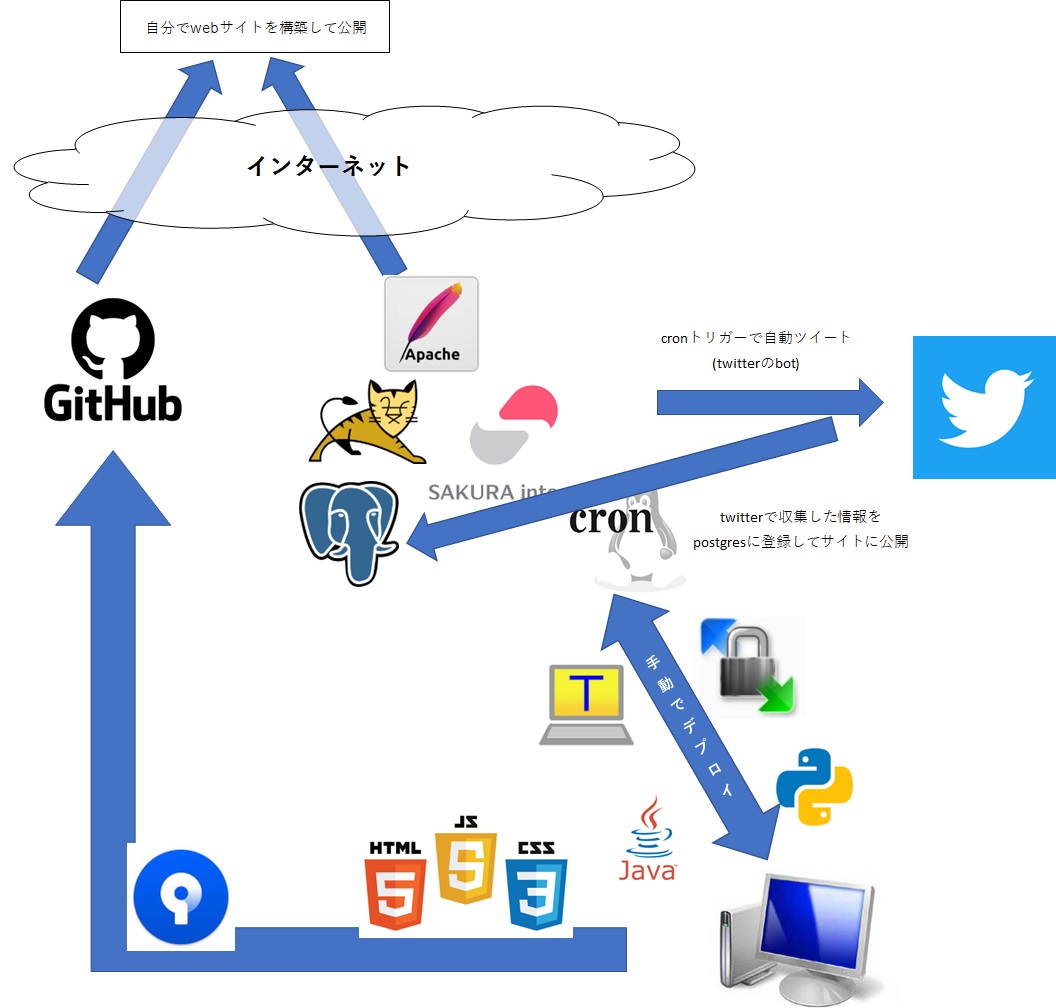 自分でwebサイトを構築して公開
インターネット
Apache
GitHub
cronトリガーで自動ツイート
(twitterのbot)
SAKURA inte
cron
twitterで収集した情報を
postgresに登録してサイトに公開
T
手動でデプロイ
JS
HTML
CSS
5
5
3
Java